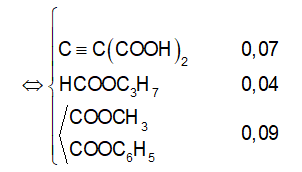 ⇔ { C ≡ C(COOH)₂ 0,07
HCOOC₃H₇ 0,04
⟨ COOCH₃
COOC₆H₅ 0,09